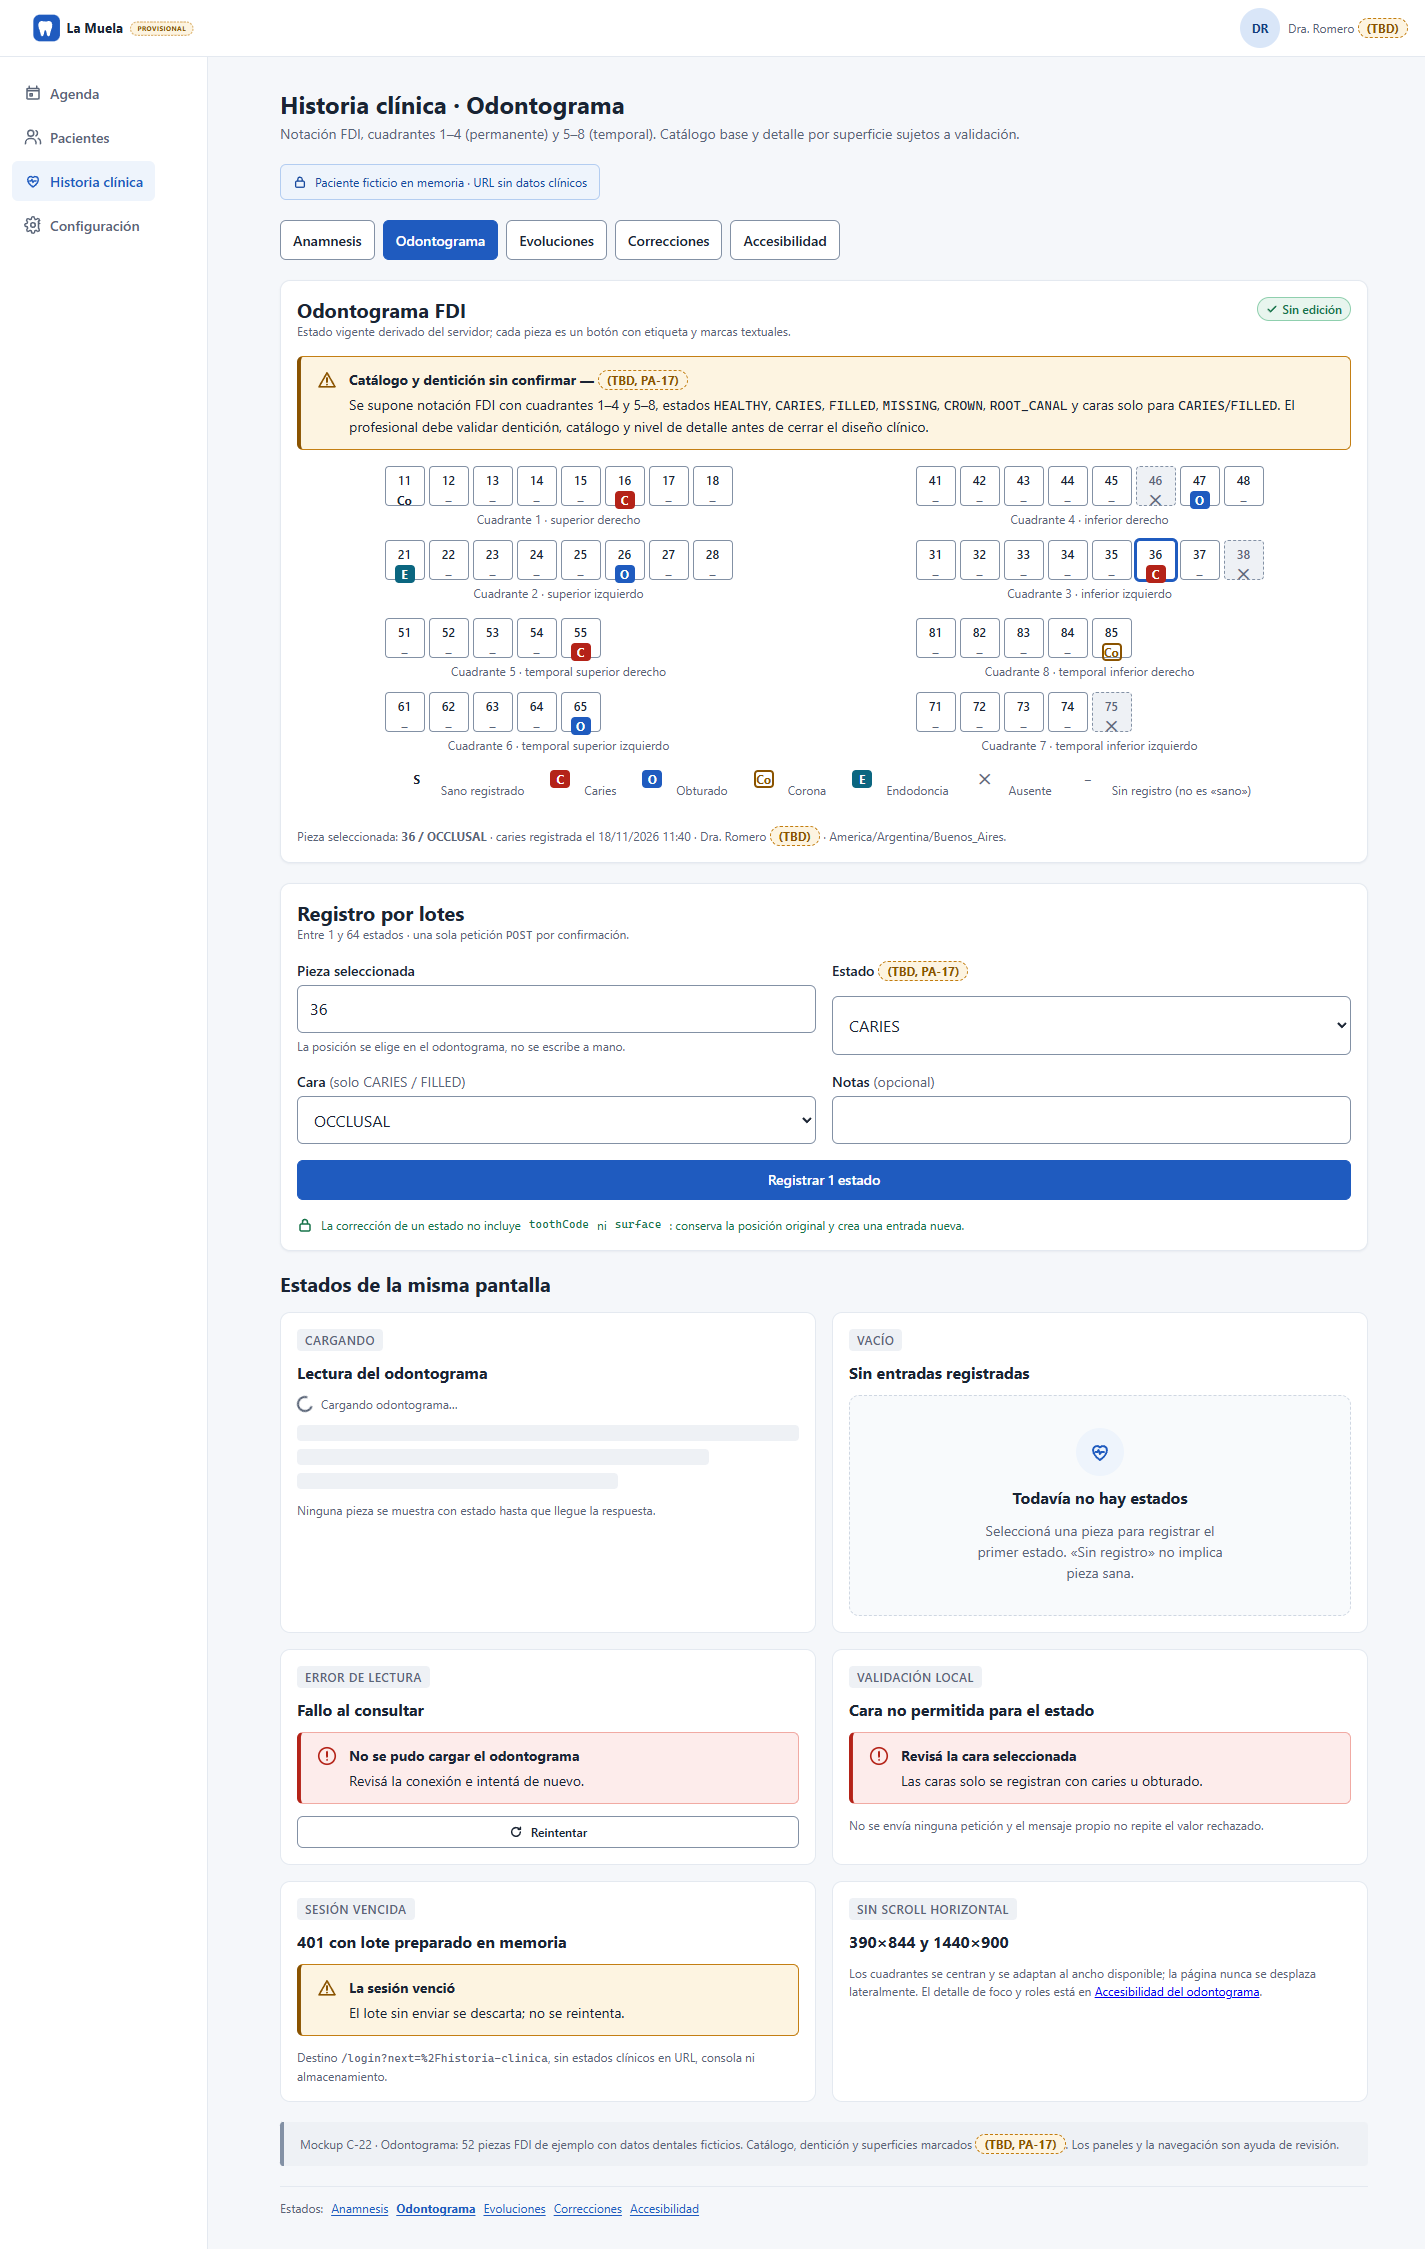 La Muela PROVISIONAL
DR Dra. Romero (TBD)
Agenda
Pacientes
Historia clínica
Configuración
Historia clínica · Odontograma
Notación FDI, cuadrantes 1–4 (permanente) y 5–8 (temporal). Catálogo base y detalle por superficie sujetos a validación.
Paciente ficticio en memoria · URL sin datos clínicos
Anamnesis Odontograma Evoluciones Correcciones Accesibilidad
Odontograma FDI
Sin edición
Estado vigente derivado del servidor; cada pieza es un botón con etiqueta y marcas textuales.
Catálogo y dentición sin confirmar — (TBD, PA-17)
Se supone notación FDI con cuadrantes 1–4 y 5–8, estados HEALTHY, CARIES, FILLED, MISSING, CROWN, ROOT_CANAL y caras solo para CARIES/FILLED. El
profesional debe validar dentición, catálogo y nivel de detalle antes de cerrar el diseño clínico.
11 12 13 14 15 16 17 18
Co – – – – C – –
Cuadrante 1 · superior derecho
41 42 43 44 45 46 47 48
– – – – – × O –
Cuadrante 4 · inferior derecho
21 22 23 24 25 26 27 28
E – – – – O – –
Cuadrante 2 · superior izquierdo
31 32 33 34 35 36 37 38
– – – – – C – ×
Cuadrante 3 · inferior izquierdo
51 52 53 54 55
– – – – C
Cuadrante 5 · temporal superior derecho
81 82 83 84 85
– – – – Co
Cuadrante 8 · temporal inferior derecho
61 62 63 64 65
– – – – O
Cuadrante 6 · temporal superior izquierdo
71 72 73 74 75
– – – – ×
Cuadrante 7 · temporal inferior izquierdo
S Sano registrado C Caries O Obturado Co Corona E Endodoncia × Ausente – Sin registro (no es «sano»)
Pieza seleccionada: 36 / OCCLUSAL · caries registrada el 18/11/2026 11:40 · Dra. Romero (TBD) · America/Argentina/Buenos_Aires.
Registro por lotes
Entre 1 y 64 estados · una sola petición POST por confirmación.
Pieza seleccionada
36
La posición se elige en el odontograma, no se escribe a mano.
Estado (TBD, PA-17)
CARIES
Cara (solo CARIES / FILLED)
OCCLUSAL
Notas (opcional)
Registrar 1 estado
La corrección de un estado no incluye toothCode ni surface : conserva la posición original y crea una entrada nueva.
Estados de la misma pantalla
CARGANDO
Lectura del odontograma
Cargando odontograma...
Ninguna pieza se muestra con estado hasta que llegue la respuesta.
VACÍO
Sin entradas registradas
Todavía no hay estados
Seleccioná una pieza para registrar el
primer estado. «Sin registro» no implica
pieza sana.
ERROR DE LECTURA
Fallo al consultar
No se pudo cargar el odontograma
Revisá la conexión e intentá de nuevo.
Reintentar
VALIDACIÓN LOCAL
Cara no permitida para el estado
Revisá la cara seleccionada
Las caras solo se registran con caries u obturado.
No se envía ninguna petición y el mensaje propio no repite el valor rechazado.
SESIÓN VENCIDA
401 con lote preparado en memoria
La sesión venció
El lote sin enviar se descarta; no se reintenta.
Destino /login?next=%2Fhistoria-clinica, sin estados clínicos en URL, consola ni
almacenamiento.
SIN SCROLL HORIZONTAL
390×844 y 1440×900
Los cuadrantes se centran y se adaptan al ancho disponible; la página nunca se desplaza
lateralmente. El detalle de foco y roles está en Accesibilidad del odontograma.
Mockup C-22 · Odontograma: 52 piezas FDI de ejemplo con datos dentales ficticios. Catálogo, dentición y superficies marcados (TBD, PA-17). Los paneles y la navegación son ayuda de revisión.
Estados: Anamnesis Odontograma Evoluciones Correcciones Accesibilidad